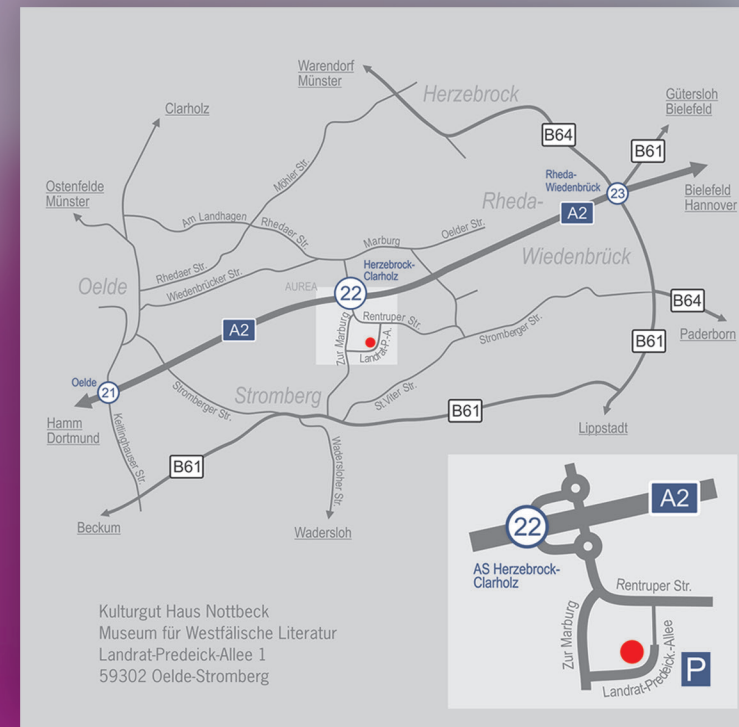 Warendorf
Münster
Herzebrock
Gütersloh
Bielefeld
Clarholz
B64
B61
Rheda-
Wiedenbrück
23
Bielefeld
Hannover
Möhler Str.
Ostenfelde
Münster
Rheda-
A2
Am Landhagen
Rhedaer Str.
Marburg
Oelder Str.
Wiedenbrück
Herzebrock-
Clarholz
Rhedaer Str.
Wiedenbrücker Str.
Oelde
AUREA
22
B64
Paderborn
A2
Zur Marburg
Rentruper Str.
Landrat-P.-A.
Stromberger Str.
B61
Oelde
21
Stromberger Str.
Stromberg
St.Viter Str.
B61
Hamm
Dortmund
Keitlinghauser Str.
Lippstadt
B61
Wadersloher Str.
Beckum
Wadersloh
A2
22
AS Herzebrock-
Clarholz
Rentruper Str.
Zur Marburg
Landrat-Predeick.-Allee
P
Kulturgut Haus Nottbeck
Museum für Westfälische Literatur
Landrat-Predeick-Allee 1
59302 Oelde-Stromberg